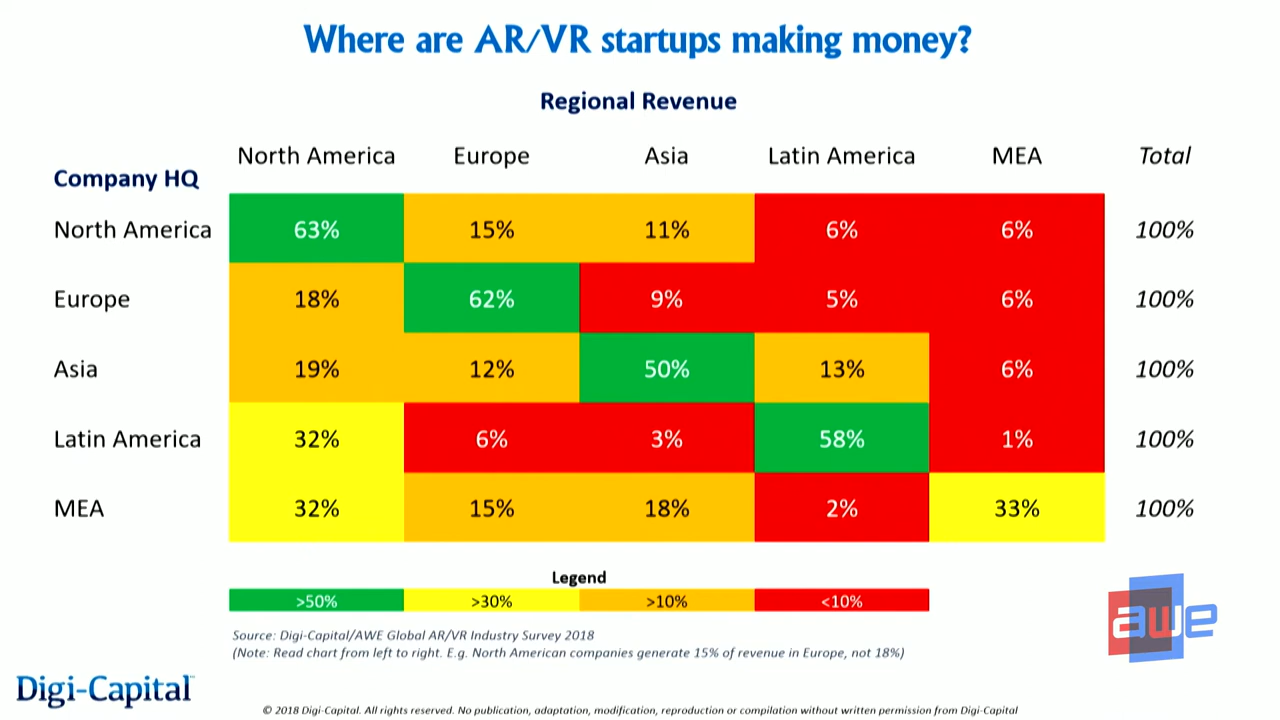 Where are AR/VR startups making money?
Regional Revenue
North America Europe Asia Latin America MEA Total
Company HQ
North America 63% 15% 11% 6% 6% 100%
Europe 18% 62% 9% 5% 6% 100%
Asia 19% 12% 50% 13% 6% 100%
Latin America 32% 6% 3% 58% 1% 100%
MEA 32% 15% 18% 2% 33% 100%
Legend
>50% >30% >10% <10%
Source: Digi-Capital/AWE Global AR/VR Industry Survey 2018
(Note: Read chart from left to right. E.g. North American companies generate 15% of revenue in Europe, not 18%)
awe
Digi-Capital
© 2018 Digi-Capital. All rights reserved. No publication, adaptation, modification, reproduction or compilation without written permission from Digi-Capital